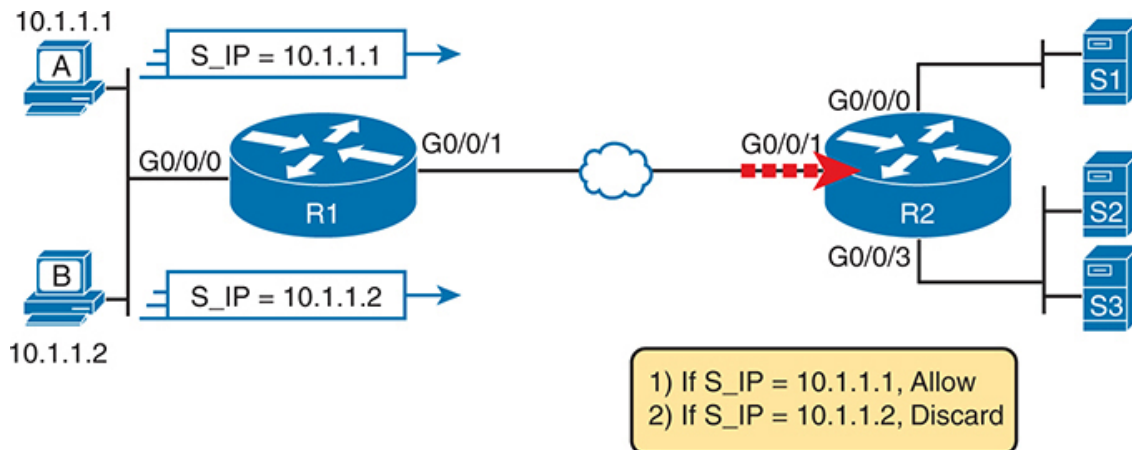 10.1.1.1
A
S_IP = 10.1.1.1
S1
G0/0/0
G0/0/0
G0/0/1
G0/0/1
R1
R2
S2
B
G0/0/3
S_IP = 10.1.1.2
S3
10.1.1.2
1) If S_IP = 10.1.1.1, Allow
2) If S_IP = 10.1.1.2, Discard